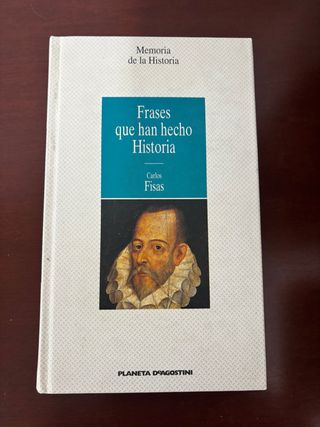 Memoria
de la Historia
Frases
que han hecho
Historia
Carlos
Fisas
PLANETA DEAGOSTINI